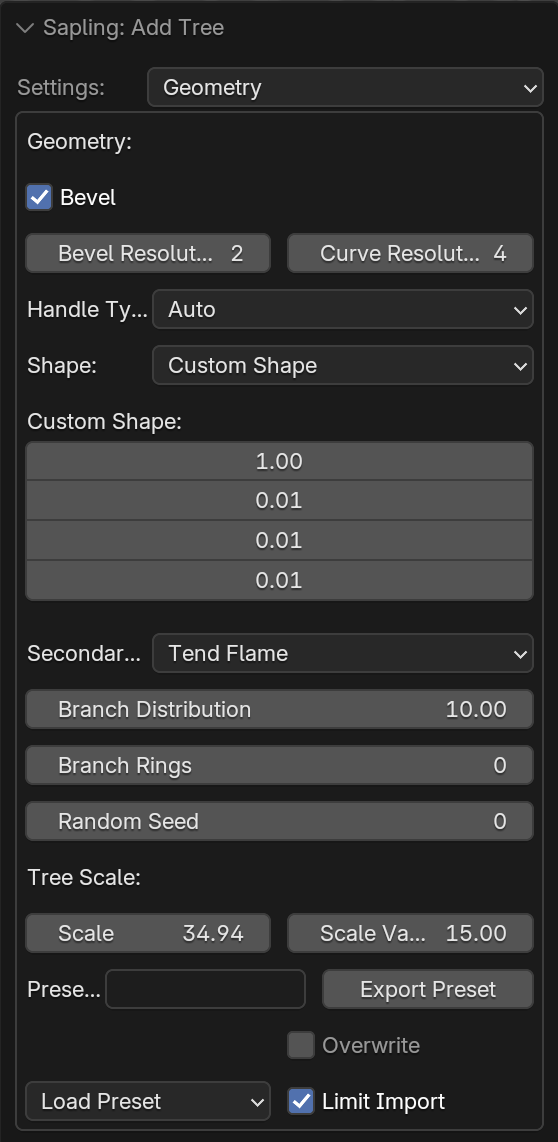 Sapling: Add Tree
Settings: Geometry
Geometry:
Bevel
Bevel Resolut... 2 Curve Resolut... 4
Handle Ty... Auto
Shape: Custom Shape
Custom Shape:
1.00
0.01
0.01
0.01
Secondar... Tend Flame
Branch Distribution 10.00
Branch Rings 0
Random Seed 0
Tree Scale:
Scale 34.94 Scale Va... 15.00
Prese... Export Preset
Overwrite
Load Preset Limit Import